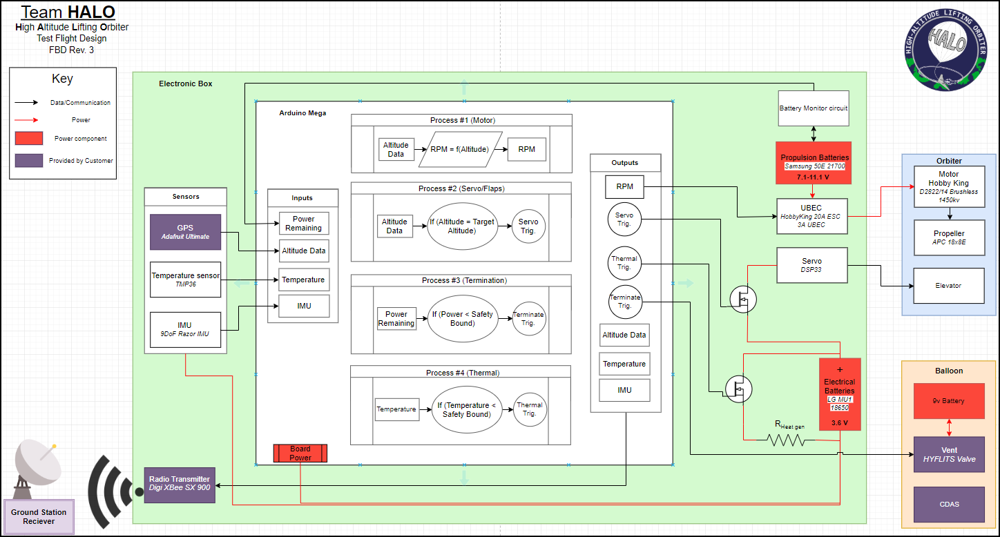 Team HALO
High Altitude Lifting Orbiter
Test Flight Design
FBD Rev. 3
HIGH-ALTITUDE LIFTING ORBITER
HALO
Key
Data/Communication
Power
Power component
Provided by Customer
Electronic Box
Sensors
GPS
Adafruit Ultimate
Temperature sensor
TMP36
IMU
9DoF Razor IMU
Arduino Mega
Inputs
Power
Remaining
Altitude Data
Temperature
IMU
Process #1 (Motor)
Altitude
Data
RPM = f(Altitude)
RPM
Process #2 (Servo/Flaps)
Altitude
Data
If (Altitude = Target
Altitude)
Servo
Trig.
Process #3 (Termination)
Power
Remaining
If (Power < Safety
Bound)
Terminate
Trig.
Process #4 (Thermal)
Temperature
If (Temperature <
Safety Bound)
Thermal
Trig.
Board
Power
Outputs
RPM
Servo
Trig.
Thermal
Trig.
Terminate
Trig.
Altitude Data
Temperature
IMU
Battery Monitor circuit
Propulsion Batteries
Samsung 50E 21700
7.1-11.1 V
UBEC
HobbyKing 20A ESC
3A UBEC
Servo
DSP33
+
Electrical
Batteries
LG MU1
18650
3.6 V
RHeat gen
Orbiter
Motor
Hobby King
D2822/14 Brushless
1450kv
Propeller
APC 18x8E
Elevator
Balloon
9v Battery
Vent
HYFLITS Valve
CDAS
Radio Transmitter
Digi XBee SX 900
Ground Station
Reciever